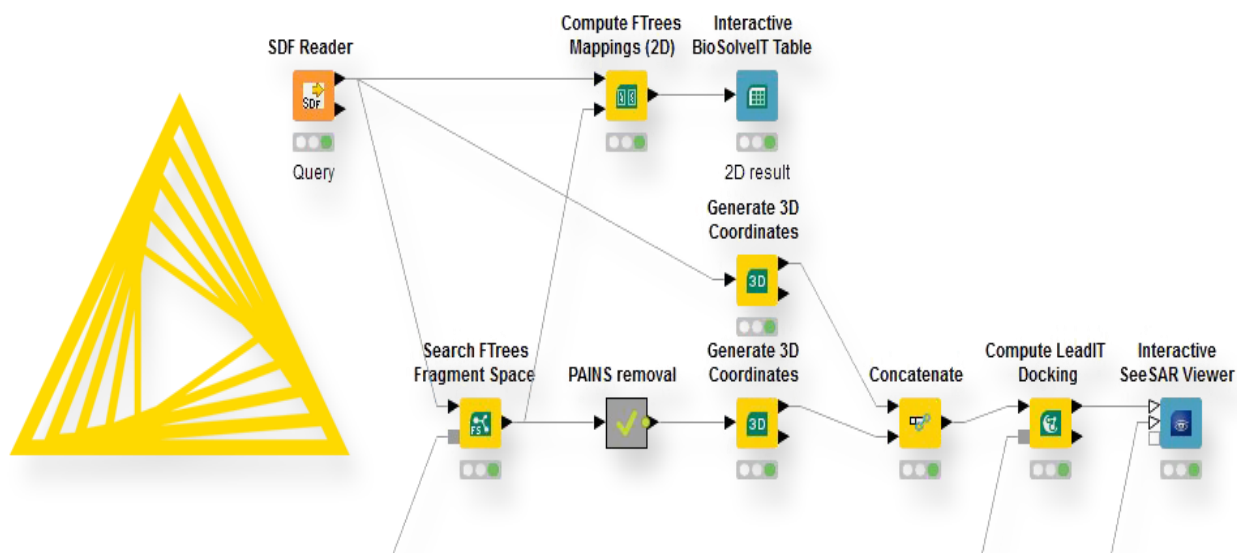 Compute FTrees
Mappings (2D)
Interactive
BioSolveIT Table
SDF Reader
SDF
Query
2D result
Generate 3D
Coordinates
3D
Search FTrees
Fragment Space
FS
PAINS removal
Generate 3D
Coordinates
3D
Concatenate
Compute LeadIT
Docking
Interactive
SeeSAR Viewer